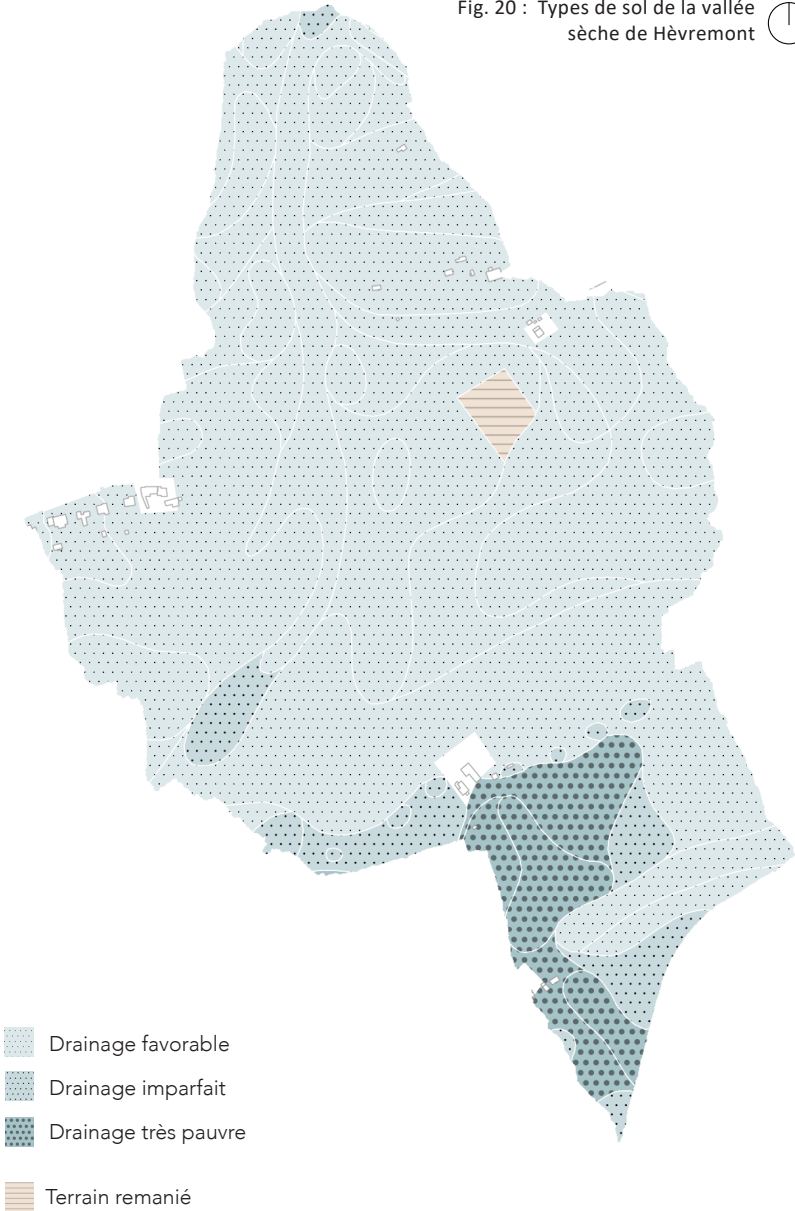 Fig. 20 : Types de sol de la vallée
sèche de Hèvremont
Drainage favorable
Drainage imparfait
Drainage très pauvre
Terrain remanié